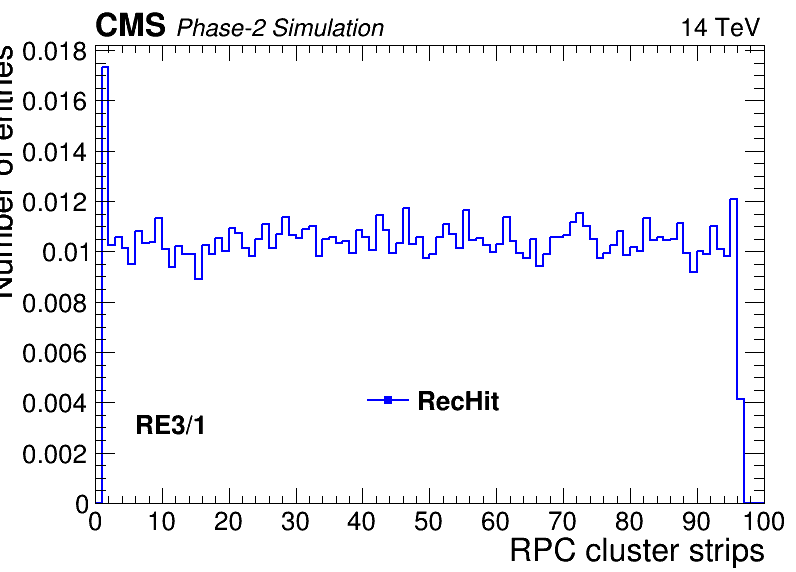 CMS Phase-2 Simulation 14 TeV
Number of entries
0.018
0.016
0.014
0.012
0.01
0.008
0.006
0.004
0.002
0
RecHit
RE3/1
0 10 20 30 40 50 60 70 80 90 100
RPC cluster strips